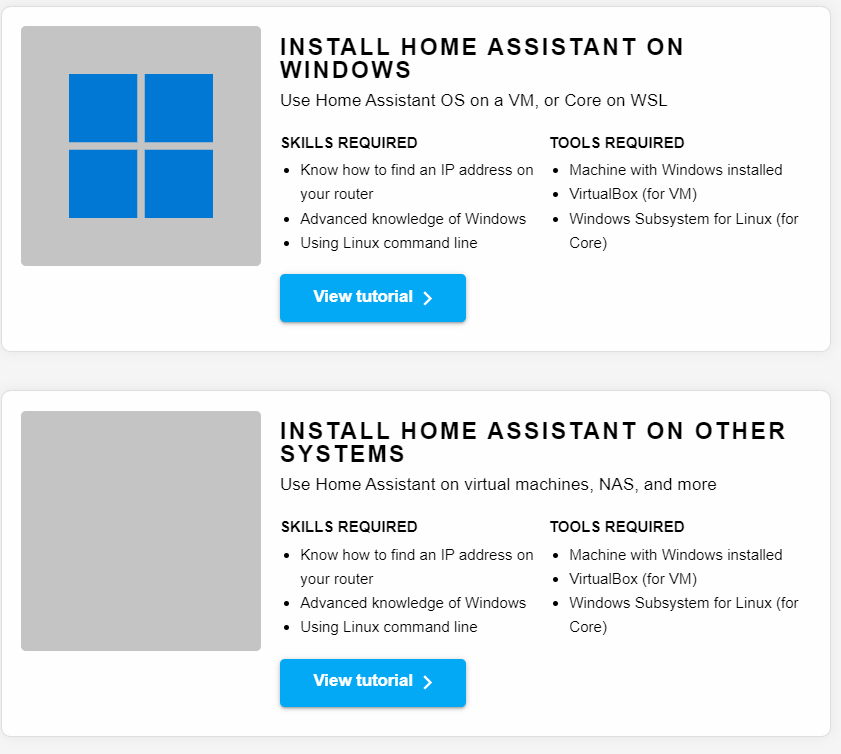 INSTALL HOME ASSISTANT ON
WINDOWS
Use Home Assistant OS on a VM, or Core on WSL
SKILLS REQUIRED
Know how to find an IP address on
your router
Advanced knowledge of Windows
Using Linux command line
TOOLS REQUIRED
Machine with Windows installed
VirtualBox (for VM)
Windows Subsystem for Linux (for
Core)
View tutorial
INSTALL HOME ASSISTANT ON OTHER
SYSTEMS
Use Home Assistant on virtual machines, NAS, and more
SKILLS REQUIRED
Know how to find an IP address on
your router
Advanced knowledge of Windows
Using Linux command line
TOOLS REQUIRED
Machine with Windows installed
VirtualBox (for VM)
Windows Subsystem for Linux (for
Core)
View tutorial